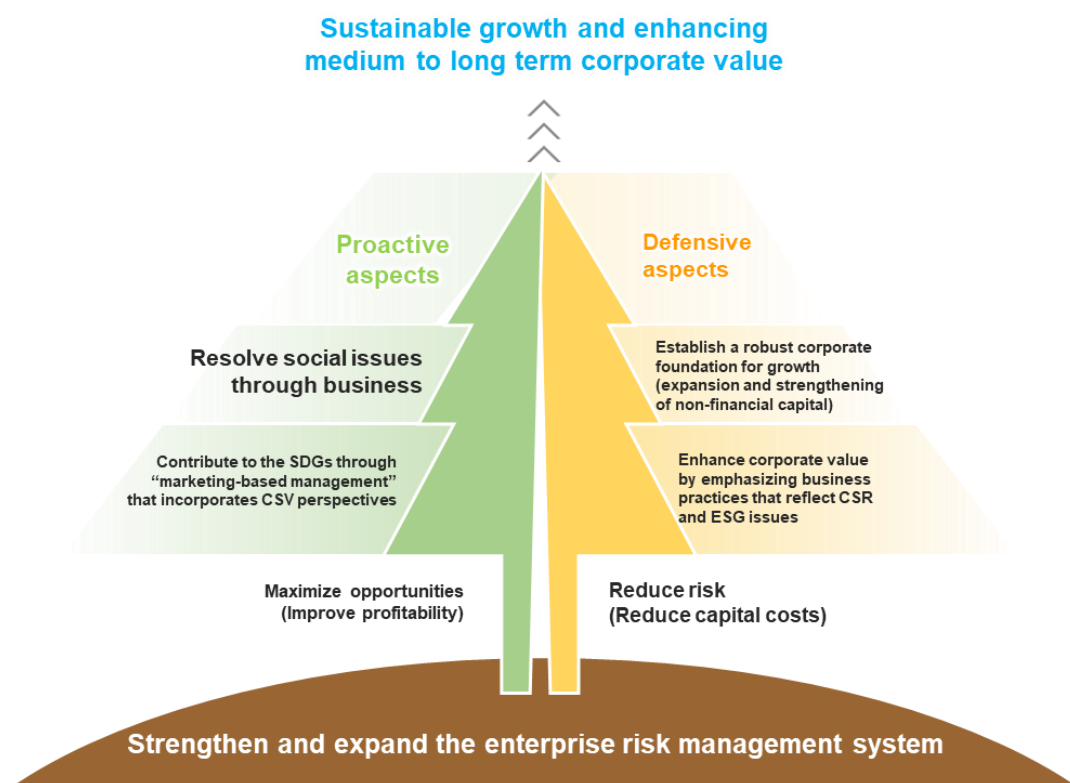 Sustainable growth and enhancing
medium to long term corporate value
Proactive
aspects
Defensive
aspects
Resolve social issues
through business
Establish a robust corporate
foundation for growth
(expansion and strengthening
of non-financial capital)
Contribute to the SDGs through
“marketing-based management”
that incorporates CSV perspectives
Enhance corporate value
by emphasizing business
practices that reflect CSR
and ESG issues
Maximize opportunities
(Improve profitability)
Reduce risk
(Reduce capital costs)
Strengthen and expand the enterprise risk management system